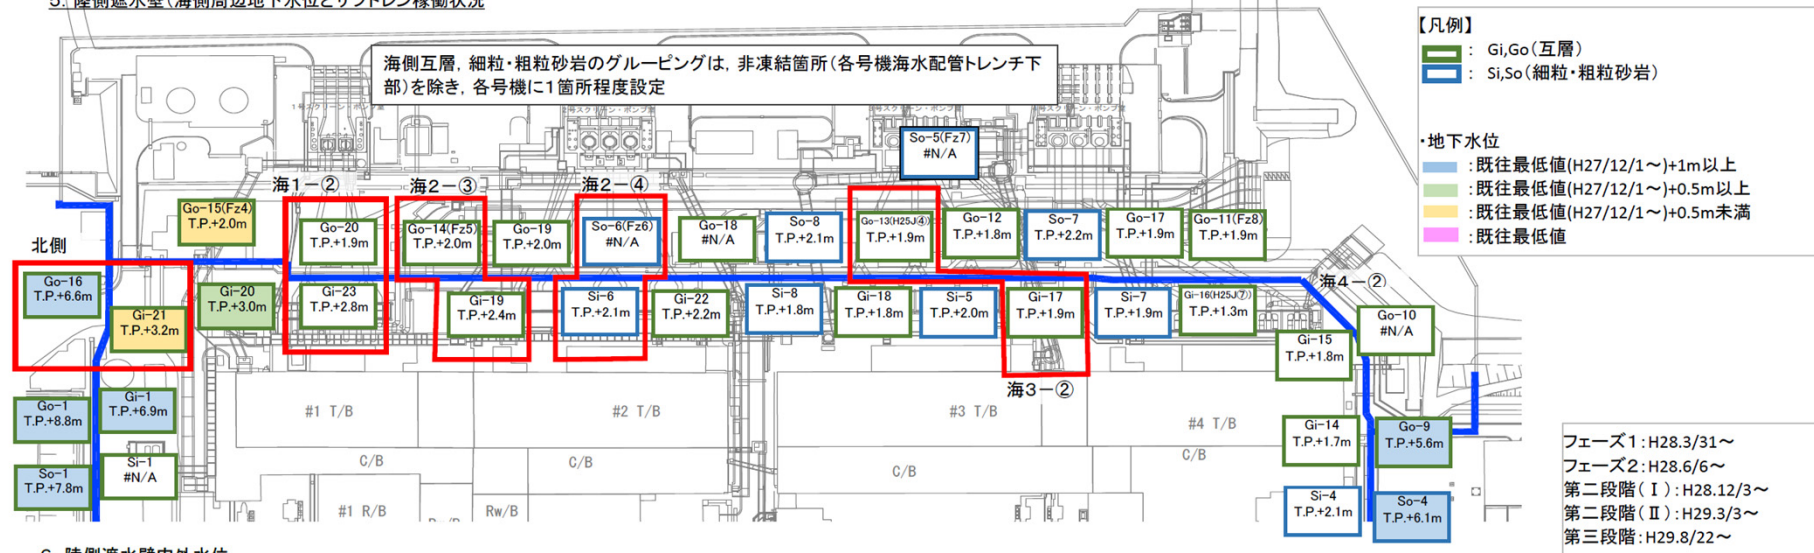 5. 陸側遮水壁(海側周辺地下水位とサブドレン稼働状況
海側互層，細粒・粗粒砂岩のグルーピングは，非凍結箇所(各号機海水配管トレンチ下
部)を除き，各号機に1箇所程度設定
【凡例】
: Gi,Go(互層)
: Si,So(細粒・粗粒砂岩)
・地下水位
:既往最低値(H27/12/1～)+1m以上
:既往最低値(H27/12/1～)+0.5m以上
:既往最低値(H27/12/1～)+0.5m未満
:既往最低値
So-5(Fz7)
#N/A
海1－②
海2－③
海2－④
Go-15(Fz4)
T.P.+2.0m
Go-20
T.P.+1.9m
Go-14(Fz5)
T.P.+2.0m
Go-19
T.P.+2.0m
So-6(Fz6)
#N/A
Go-18
#N/A
So-8
T.P.+2.1m
Go-13(H25J④)
T.P.+1.9m
Go-12
T.P.+1.8m
So-7
T.P.+2.2m
Go-17
T.P.+1.9m
Go-11(Fz8)
T.P.+1.9m
北側
Go-16
T.P.+6.6m
Gi-21
T.P.+3.2m
Gi-20
T.P.+3.0m
Gi-23
T.P.+2.8m
Gi-19
T.P.+2.4m
Si-6
T.P.+2.1m
Gi-22
T.P.+2.2m
Si-8
T.P.+1.8m
Gi-18
T.P.+1.8m
Si-5
T.P.+2.0m
Gi-17
T.P.+1.9m
Si-7
T.P.+1.9m
Gi-16(H25J⑦)
T.P.+1.3m
海4－②
Go-10
#N/A
Gi-15
T.P.+1.8m
海3－②
Go-1
T.P.+8.8m
Gi-1
T.P.+6.9m
#1 T/B
#2 T/B
#3 T/B
#4 T/B
Gi-14
T.P.+1.7m
Go-9
T.P.+5.6m
So-1
T.P.+7.8m
Si-1
#N/A
C/B
C/B
C/B
C/B
#1 R/B
Rw/B
Si-4
T.P.+2.1m
So-4
T.P.+6.1m
フェーズ1:H28.3/31～
フェーズ2:H28.6/6～
第二段階(Ⅰ):H28.12/3～
第二段階(Ⅱ):H29.3/3～
第三段階:H29.8/22～